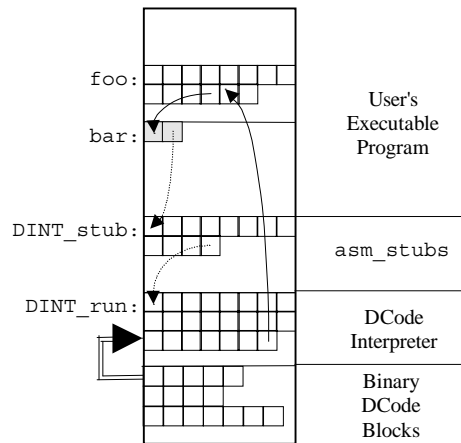 foo:
User's
Executable
Program
bar:
DINT_stub:
asm_stubs
DINT_run:
DCode
Interpreter
Binary
DCode
Blocks